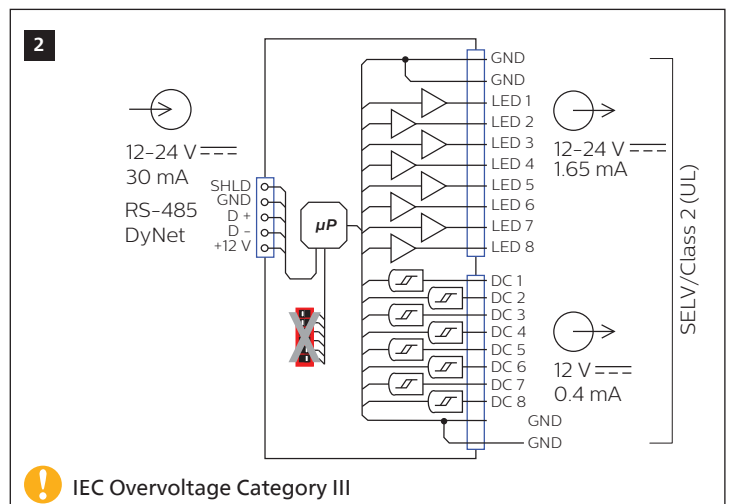 2
12-24 V
30 mA
RS-485
DyNet
SHLD
GND
D +
D -
+12 V
µP
GND
GND
LED 1
LED 2
LED 3
LED 4
LED 5
LED 6
LED 7
LED 8
12-24 V
1.65 mA
DC 1
DC 2
DC 3
DC 4
DC 5
DC 6
DC 7
DC 8
GND
GND
12 V
0.4 mA
SELV/Class 2 (UL)
! IEC Overvoltage Category III